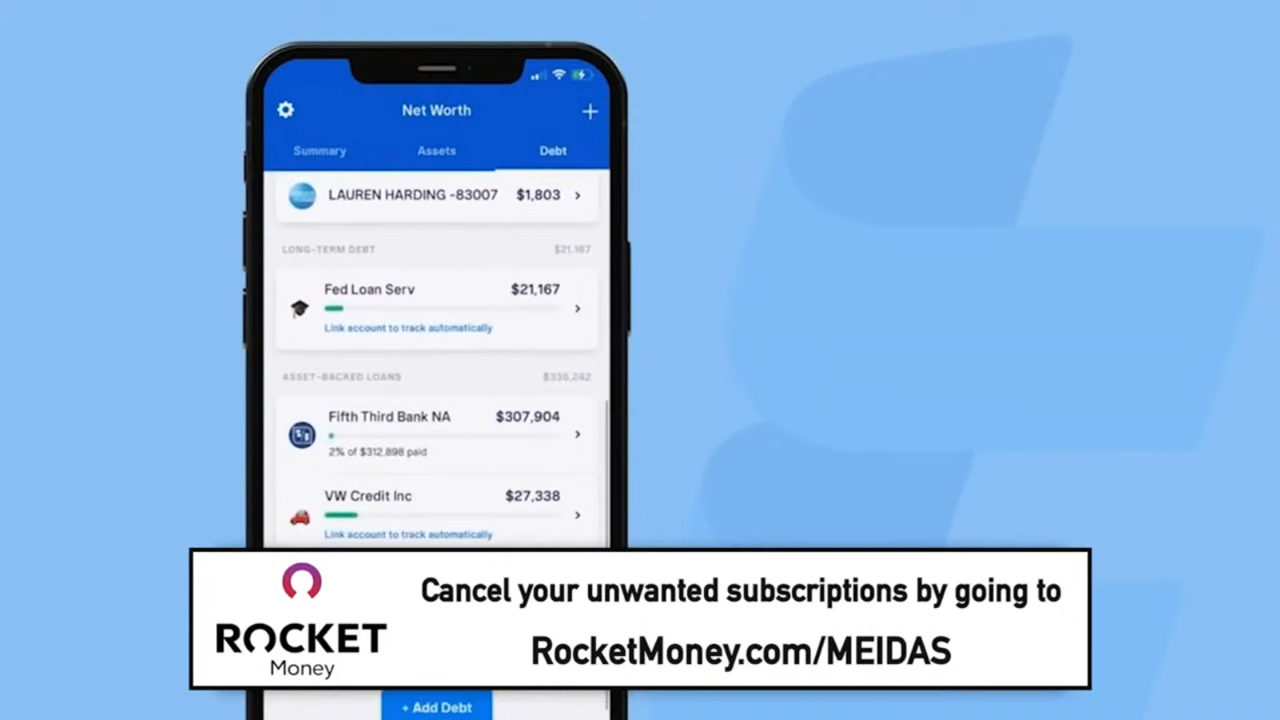 Net Worth
Summary Assets Debt
LAUREN HARDING -83007 $1,803
LONG-TERM DEBT $21,167
Fed Loan Serv $21,167
Link account to track automatically
ASSET-BACKED LOANS $335,242
Fifth Third Bank NA $307,904
2% of $312,898 paid
VW Credit Inc $27,338
Link account to track automatically
Cancel your unwanted subscriptions by going to
ROCKET
Money
RocketMoney.com/MEIDAS
+ Add Debt